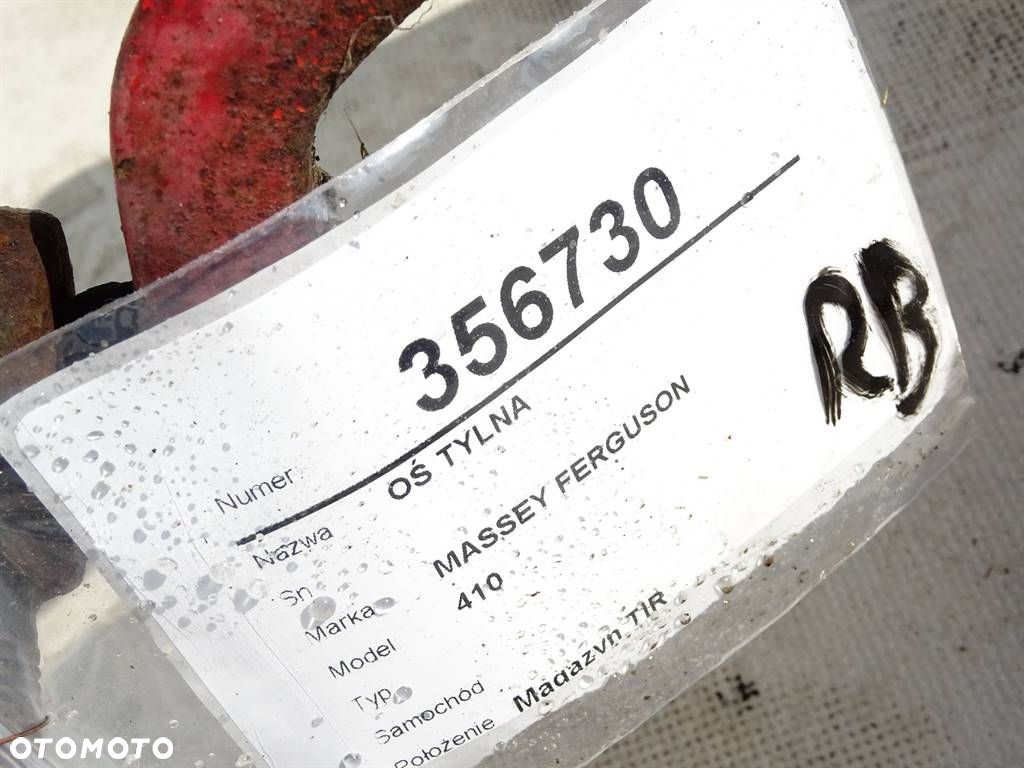 Numer 356730
Nazwa OŚ TYLNA
Sn
Marka MASSEY FERGUSON
Model 410
Typ
Samochód
Położenie Magazyn TIR
RB
OTOMOTO